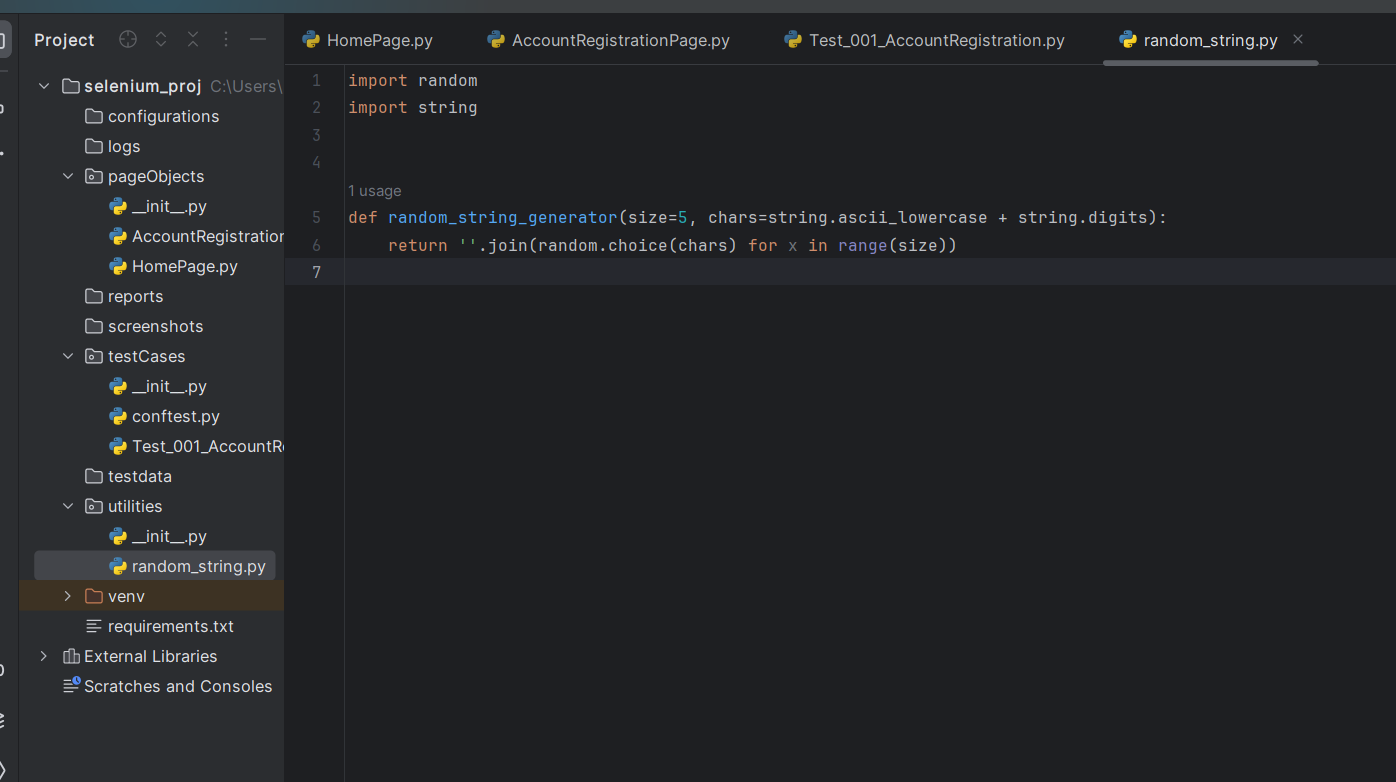 Project
HomePage.py
AccountRegistrationPage.py
Test_001_AccountRegistration.py
random_string.py
selenium_proj C:\Users\
configurations
logs
pageObjects
__init__.py
AccountRegistration
HomePage.py
reports
screenshots
testCases
__init__.py
conftest.py
Test_001_AccountRe
testdata
utilities
__init__.py
random_string.py
venv
requirements.txt
External Libraries
Scratches and Consoles
1 import random
2 import string
3
4
1 usage
5 def random_string_generator(size=5, chars=string.ascii_lowercase + string.digits):
6     return ''.join(random.choice(chars) for x in range(size))
7